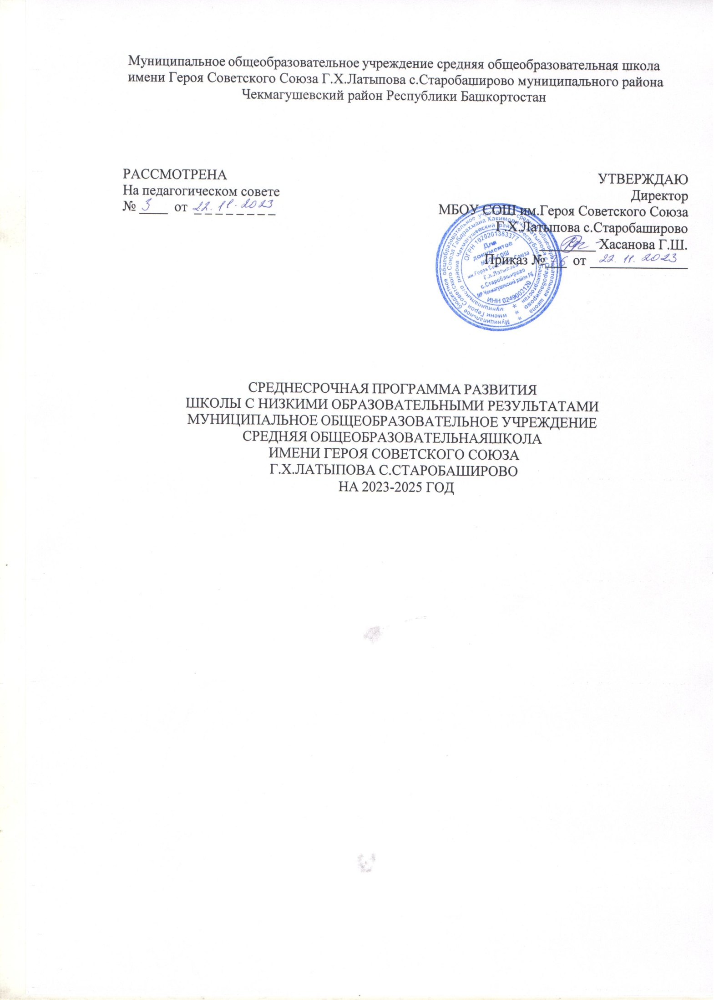 Муниципальное общеобразовательное учреждение средняя общеобразовательная школа
имени Героя Советского Союза Г.Х.Латыпова с.Старобаширово муниципального района
Чекмагушевский район Республики Башкортостан
РАССМОТРЕНА
На педагогическом совете
№ 3 от 22.11.2023
УТВЕРЖДАЮ
Директор
МБОУ СОШ им.Героя Советского Союза
Г.Х.Латыпова с.Старобаширово
Хасанова Г.Ш.
Приказ № от 22.11.2023
Муниципальное бюджетное общеобразовательное учреждение средняя общеобразовательная школа
имени Героя Советского Союза Габдрахмана Хакимовича Латыпова с.Старобаширово
муниципального района Чекмагушевский район Республики Башкортостан
ОГРН 1020201383377
Для
документов
МБОУ СОШ
им Героя Советского Союза
Г.Х.Латыпова
с.Старобаширово
МР Чекмагушевский район РБ
ИНН 0249003120
СРЕДНЕСРОЧНАЯ ПРОГРАММА РАЗВИТИЯ
ШКОЛЫ С НИЗКИМИ ОБРАЗОВАТЕЛЬНЫМИ РЕЗУЛЬТАТАМИ
МУНИЦИПАЛЬНОЕ ОБЩЕОБРАЗОВАТЕЛЬНОЕ УЧРЕЖДЕНИЕ
СРЕДНЯЯ ОБЩЕОБРАЗОВАТЕЛЬНАЯШКОЛА
ИМЕНИ ГЕРОЯ СОВЕТСКОГО СОЮЗА
Г.Х.ЛАТЫПОВА С.СТАРОБАШИРОВО
НА 2023-2025 ГОД